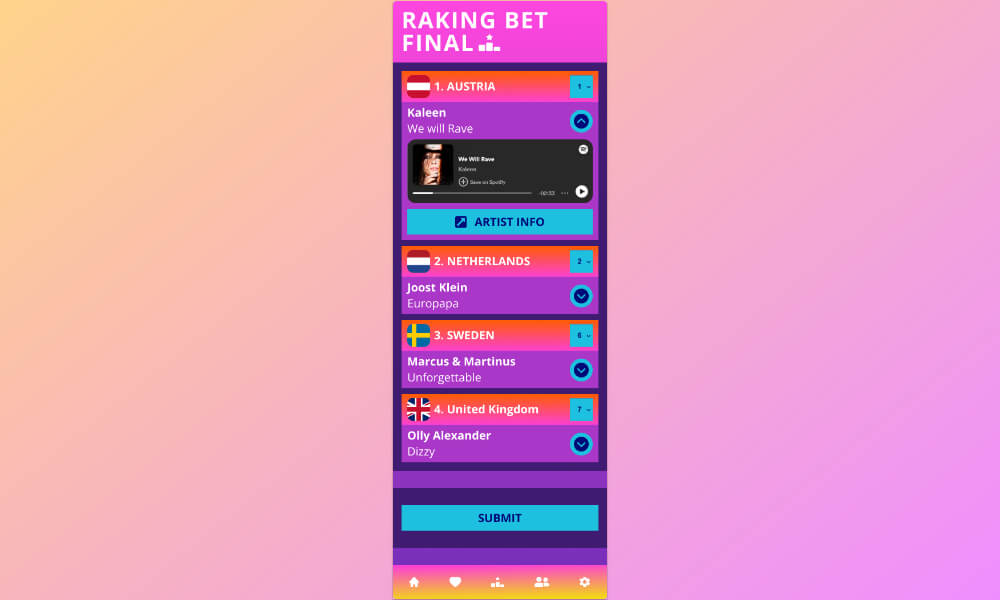 RAKING BET
FINAL
1. AUSTRIA
1
Kaleen
We will Rave
We Will Rave
Kaleen
Save on Spotify
-00:33
ARTIST INFO
2. NETHERLANDS
2
Joost Klein
Europapa
3. SWEDEN
6
Marcus & Martinus
Unforgettable
4. United Kingdom
7
Olly Alexander
Dizzy
SUBMIT